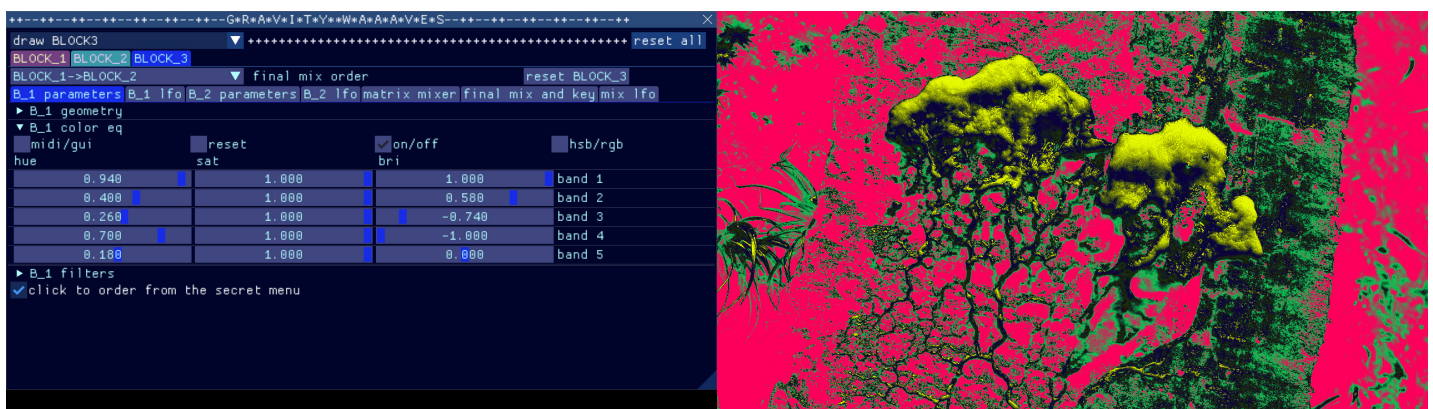 ++--++--++--++--++--++--++--G*R*A*V*I*T*Y**W*A*A*A*V*E*S--++--++--++--++--++--++
draw BLOCK3 ++++++++++++++++++++++++++++++++++++++++++++++++ reset all
BLOCK_1 BLOCK_2 BLOCK_3
BLOCK_1->BLOCK_2 final mix order reset BLOCK_3
B_1 parameters B_1 lfo B_2 parameters B_2 lfo matrix mixer final mix and key mix lfo
B_1 geometry
B_1 color eq
midi/gui reset on/off hsb/rgb
hue sat bri
0.940 1.000 1.000 band 1
0.400 1.000 0.580 band 2
0.260 1.000 -0.740 band 3
0.700 1.000 -1.000 band 4
0.180 1.000 0.000 band 5
B_1 filters
click to order from the secret menu